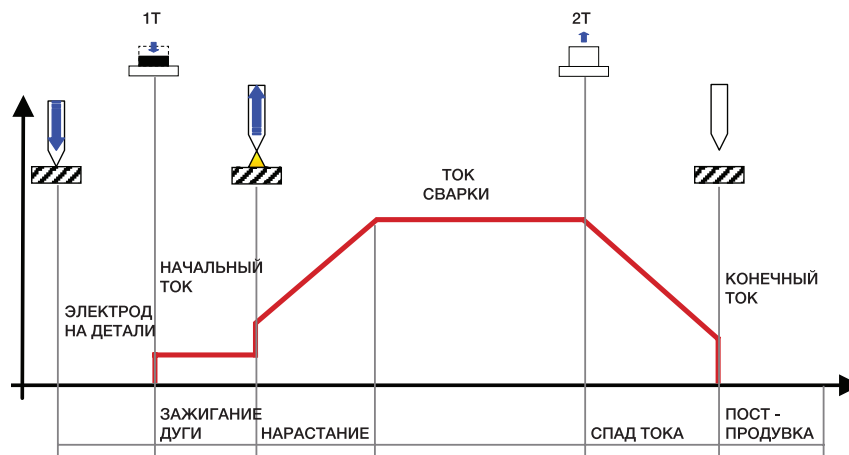 1T
2T
ТОК
СВАРКИ
НАЧАЛЬНЫЙ
ТОК
КОНЕЧНЫЙ
ТОК
ЭЛЕКТРОД
НА ДЕТАЛИ
ЗАЖИГАНИЕ
ДУГИ
НАРАСТАНИЕ
СПАД ТОКА
ПОСТ -
ПРОДУВКА